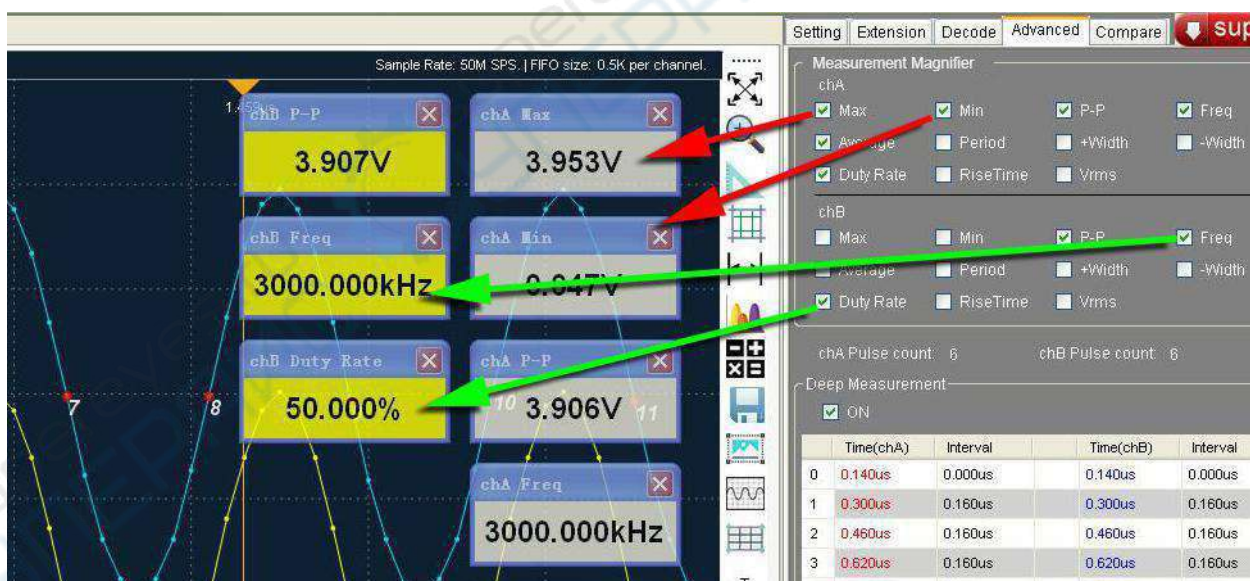 Setting Extension Decode Advanced Compare sup
Sample Rate: 50M SPS. | FIFO size: 0.5K per channel.
chB P-P
3.907V
chA Max
3.953V
chB Freq
3000.000kHz
chA Min
0.047V
chB Duty Rate
50.000%
chA P-P
3.906V
chA Freq
3000.000kHz
7
8
10
11
Measurement Magnifier
chA
Max Min P-P Freq
Average Period +Width -Width
Duty Rate RiseTime Vrms
chB
Max Min P-P Freq
Average Period +Width -Width
Duty Rate RiseTime Vrms
chA Pulse count: 6 chB Pulse count: 6
Deep Measurement
ON
Time(chA) Interval Time(chB) Interval
0 0.140us 0.000us 0.140us 0.000us
1 0.300us 0.160us 0.300us 0.160us
2 0.460us 0.160us 0.460us 0.160us
3 0.620us 0.160us 0.620us 0.160us